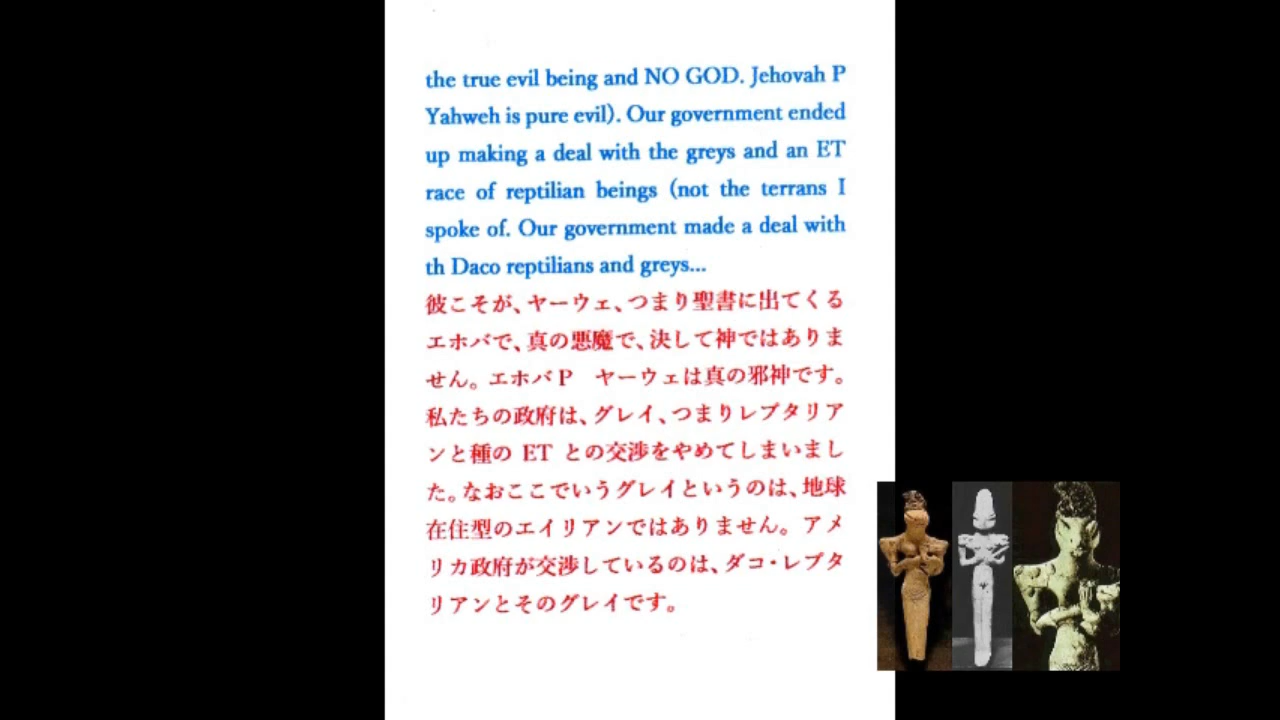 the true evil being and NO GOD. Jehovah P
Yahweh is pure evil). Our government ended
up making a deal with the greys and an ET
race of reptilian beings (not the terrans I
spoke of. Our government made a deal with
th Daco reptilians and greys...
彼こそが、ヤーウェ、つまり聖書に出てくる
エホバで、真の悪魔で、決して神ではありま
せん。エホバP　ヤーウェは真の邪神です。
私たちの政府は、グレイ、つまりレプタリア
ンと種の ET との交渉をやめてしまいまし
た。なおここでいうグレイというのは、地球
在住型のエイリアンではありません。アメ
リカ政府が交渉しているのは、ダコ・レプタ
リアンとそのグレイです。